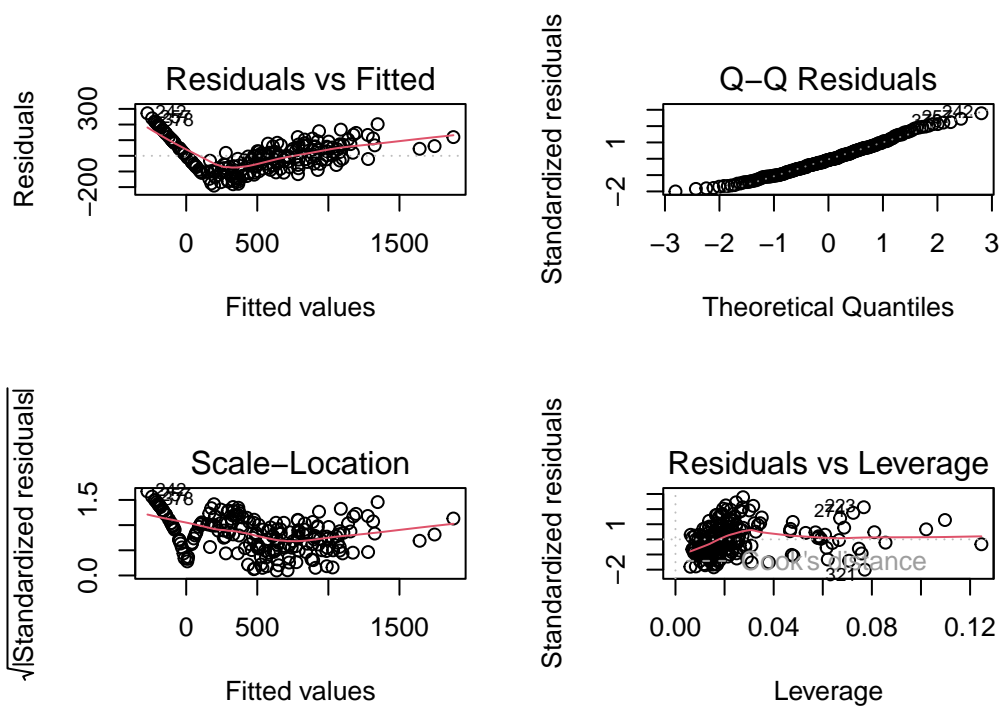 Residuals vs Fitted
Residuals
300
−200
242
378
0
500
1500
Fitted values
Q−Q Residuals
Standardized residuals
1
−2
242
−3
−2
−1
0
1
2
3
Theoretical Quantiles
Scale−Location
√|Standardized residuals|
1.5
0.0
242
378
0
500
1500
Fitted values
Residuals vs Leverage
Standardized residuals
1
−2
223
321
Cook's distance
0.00
0.04
0.08
0.12
Leverage